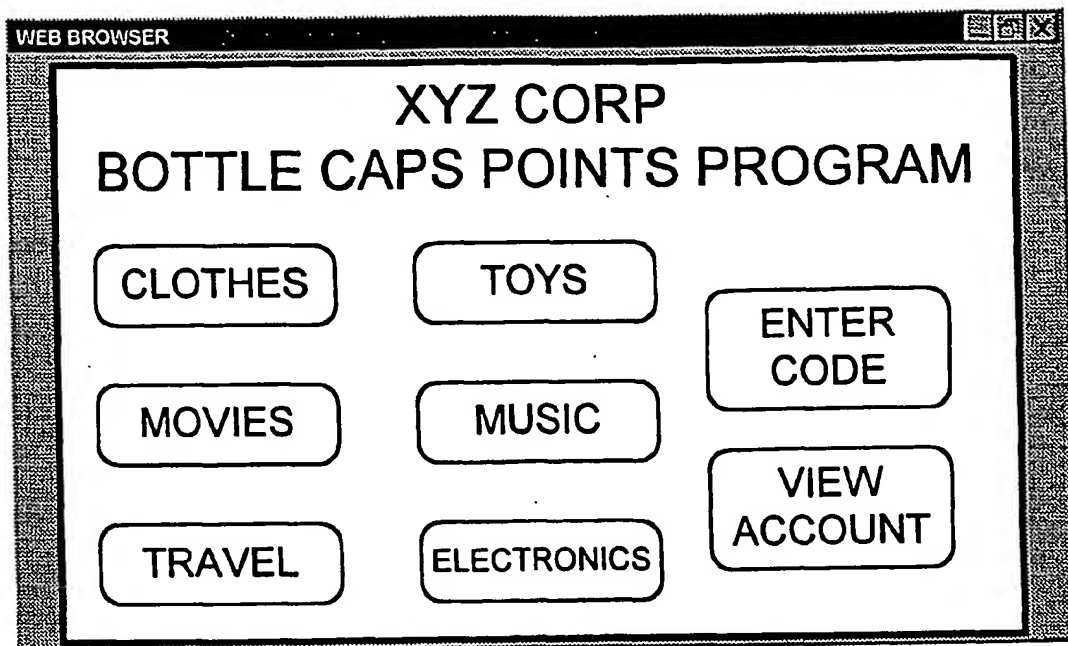 WEB BROWSER
XYZ CORP
BOTTLE CAPS POINTS PROGRAM
CLOTHES
TOYS
ENTER
CODE
MOVIES
MUSIC
VIEW
ACCOUNT
TRAVEL
ELECTRONICS